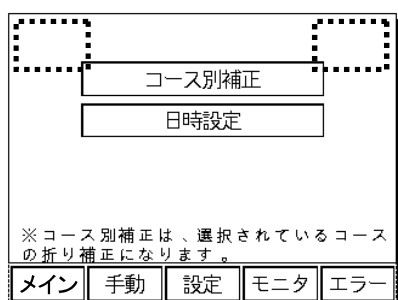 コース別補正
日時設定
※コース別補正は、選択されているコース
の折り補正になります。
メイン 手動 設定 モニタ エラー